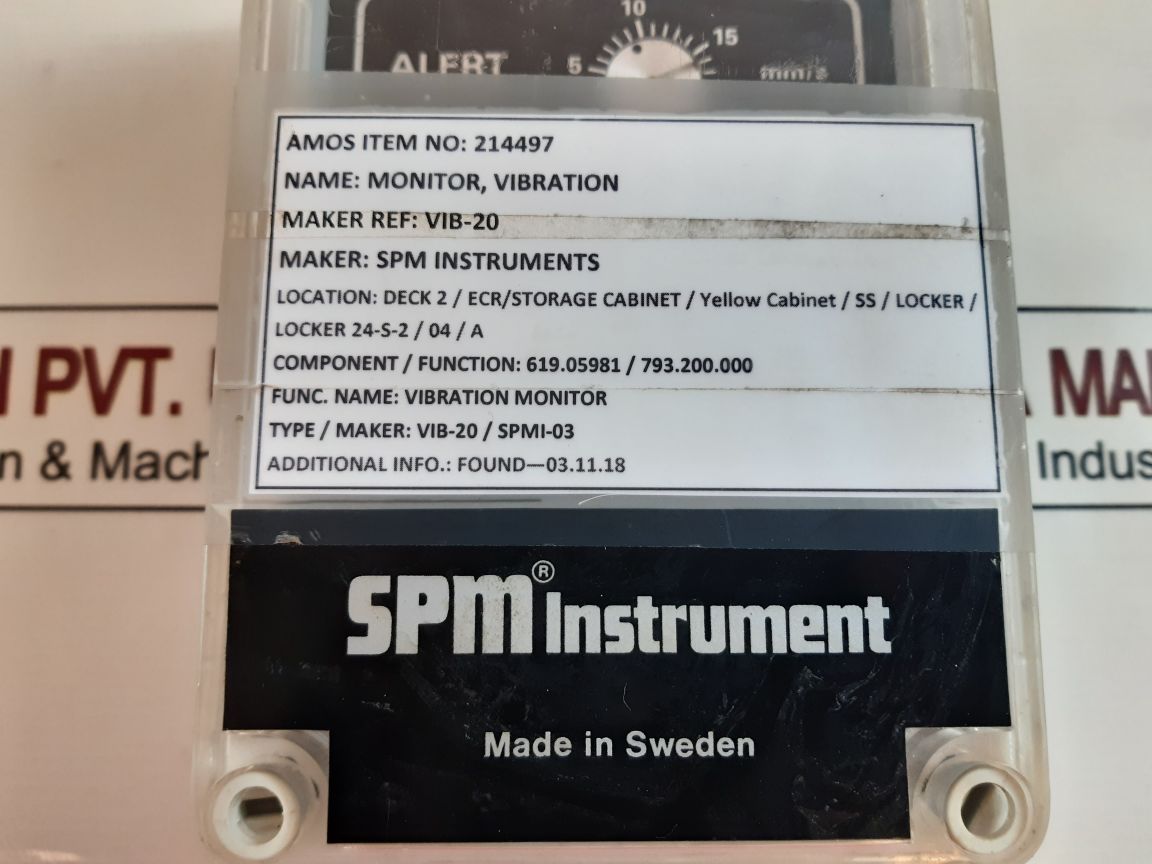 10
15
ALERT 5 mm/s
AMOS ITEM NO: 214497
NAME: MONITOR, VIBRATION
MAKER REF: VIB-20
MAKER: SPM INSTRUMENTS
LOCATION: DECK 2 / ECR/STORAGE CABINET / Yellow Cabinet / SS / LOCKER /
LOCKER 24-S-2 / 04 / A
COMPONENT / FUNCTION: 619.05981 / 793.200.000
FUNC. NAME: VIBRATION MONITOR
TYPE / MAKER: VIB-20 / SPMI-03
ADDITIONAL INFO.: FOUND—03.11.18
PVT.
& Mach
MA
Indus
SPM® Instrument
Made in Sweden